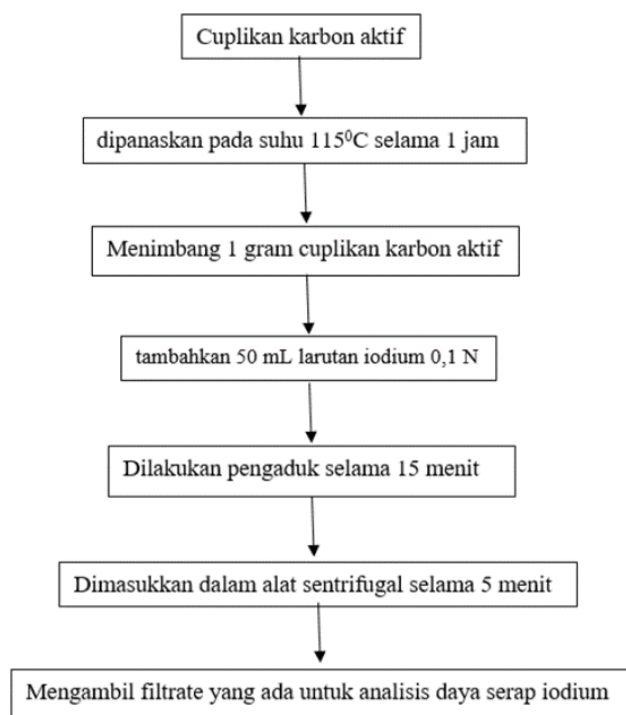 Cuplikan karbon aktif
dipanaskan pada suhu 115⁰C selama 1 jam
Menimbang 1 gram cuplikan karbon aktif
tambahkan 50 mL larutan iodium 0,1 N
Dilakukan pengaduk selama 15 menit
Dimasukkan dalam alat sentrifugal selama 5 menit
Mengambil filtrate yang ada untuk analisis daya serap iodium